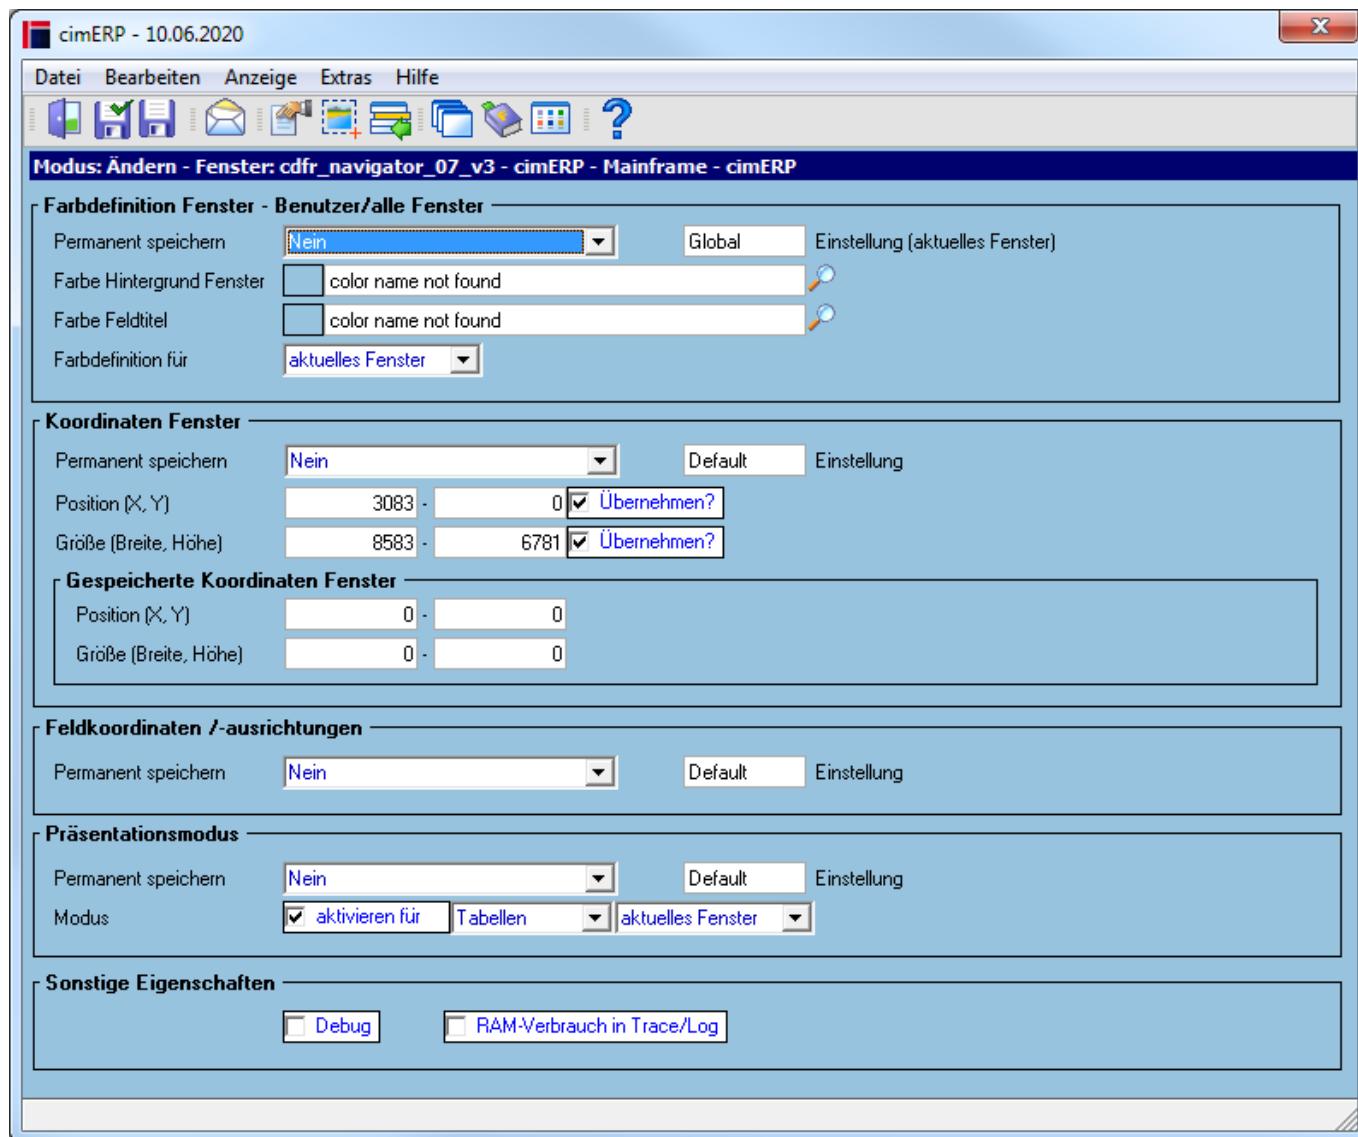 cimERP - 10.06.2020
Datei Bearbeiten Anzeige Extras Hilfe
Modus: Ändern - Fenster: cdfr_navigator_07_v3 - cimERP - Mainframe - cimERP
Farbdefinition Fenster - Benutzer/alle Fenster
Permanent speichern Nein Global Einstellung (aktuelles Fenster)
Farbe Hintergrund Fenster color name not found
Farbe Feldtitel color name not found
Farbdefinition für aktuelles Fenster
Koordinaten Fenster
Permanent speichern Nein Default Einstellung
Position (X, Y) 3083 - 0 Übernehmen?
Größe (Breite, Höhe) 8583 - 6781 Übernehmen?
Gespeicherte Koordinaten Fenster
Position (X, Y) 0 - 0
Größe (Breite, Höhe) 0 - 0
Feldkoordinaten /-ausrichtungen
Permanent speichern Nein Default Einstellung
Präsentationsmodus
Permanent speichern Nein Default Einstellung
Modus aktivieren für Tabellen aktuelles Fenster
Sonstige Eigenschaften
Debug RAM-Verbrauch in Trace/Log